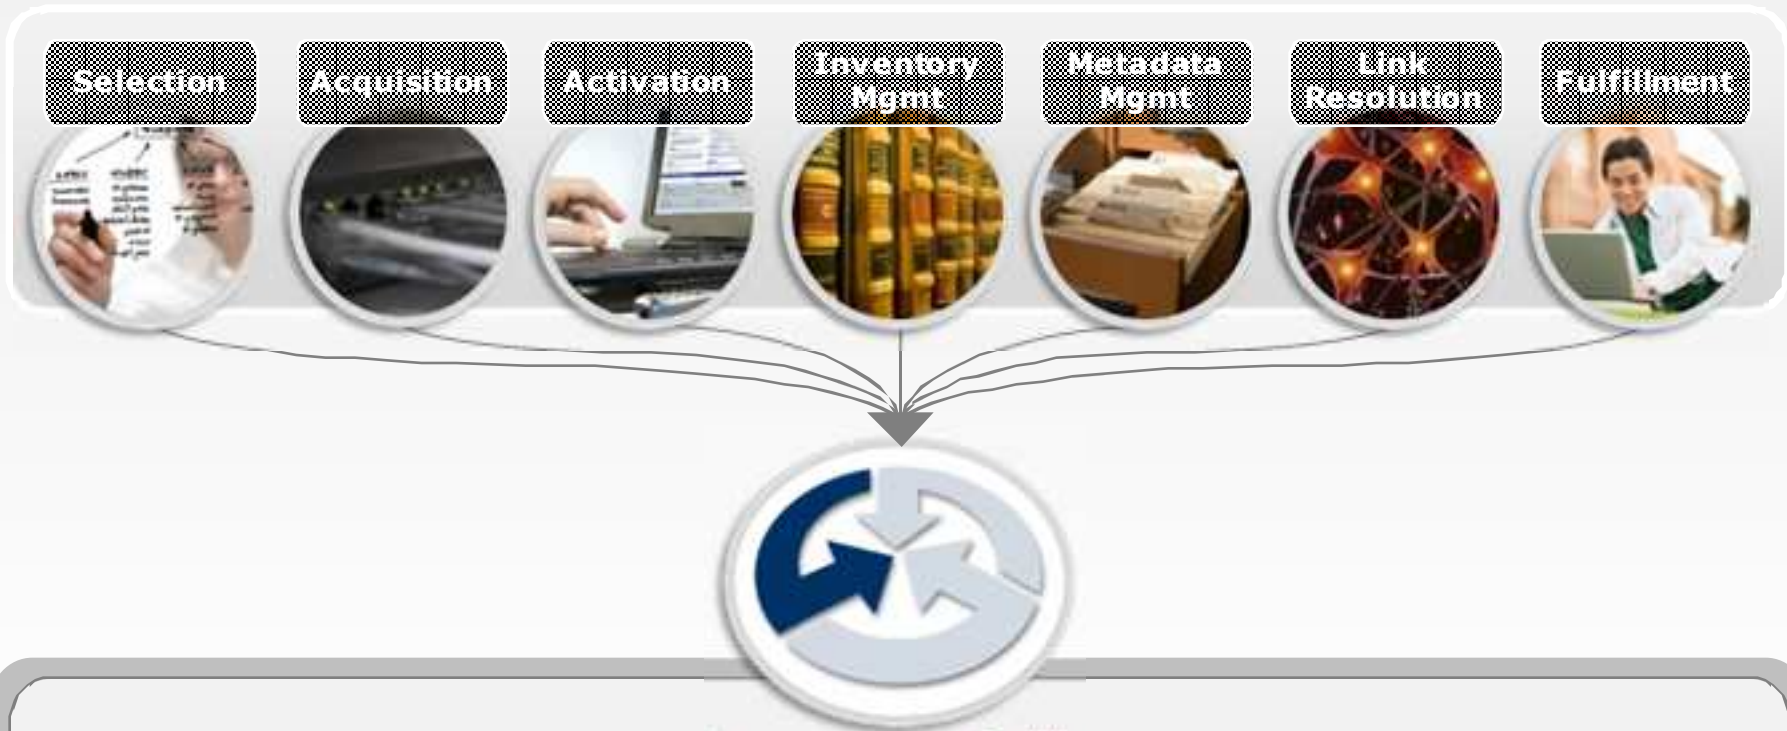 Selection
Acquisition
Activation
Inventory
Mgmt
Metadata
Mgmt
Link
Resolution
Fulfillment